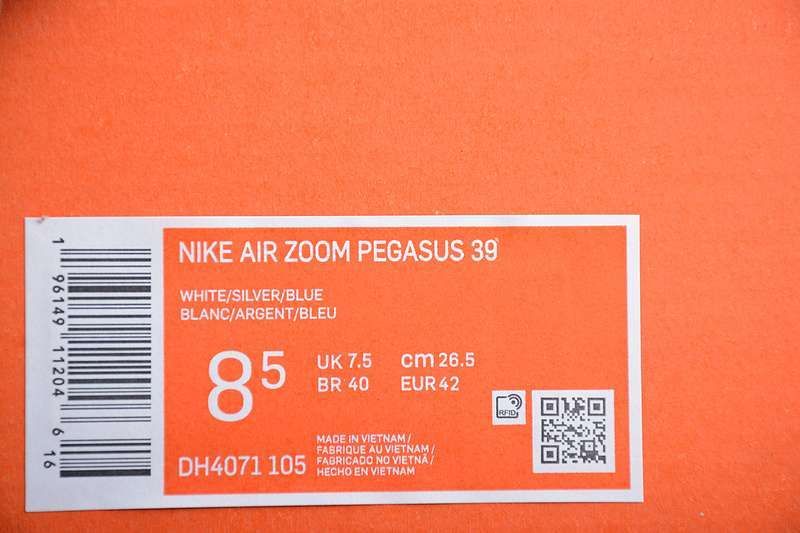 1 96149 11204 6 16
NIKE AIR ZOOM PEGASUS 39
WHITE/SILVER/BLUE
BLANC/ARGENT/BLEU
8 5
UK 7.5 cm 26.5
BR 40 EUR 42
RFID
DH4071 105
MADE IN VIETNAM /
FABRIQUE AU VIETNAM /
FABRICADO NO VIETNÃ /
HECHO EN VIETNAM